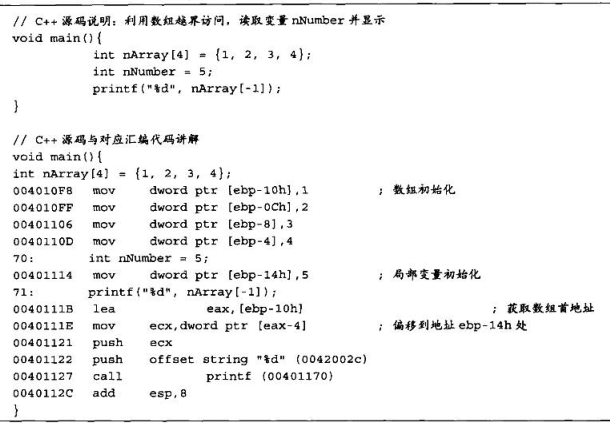 // C++ 源码说明：利用数组越界访问，读取变量 nNumber 并显示
void main(){
int nArray[4] = {1, 2, 3, 4};
int nNumber = 5;
printf("%d", nArray[-1]);
}
// C++ 源码与对应汇编代码讲解
void main(){
int nArray[4] = {1, 2, 3, 4};
004010F8 mov dword ptr [ebp-10h],1 ; 数组初始化
004010FF mov dword ptr [ebp-0Ch],2
00401106 mov dword ptr [ebp-8],3
0040110D mov dword ptr [ebp-4],4
70: int nNumber = 5;
00401114 mov dword ptr [ebp-14h],5 ; 局部变量初始化
71: printf("%d", nArray[-1]);
0040111B lea eax,[ebp-10h] ; 获取数组首地址
0040111E mov ecx,dword ptr [eax-4] ; 偏移到地址 ebp-14h 处
00401121 push ecx
00401122 push offset string "%d" (0042002c)
00401127 call printf (00401170)
0040112C add esp,8
}